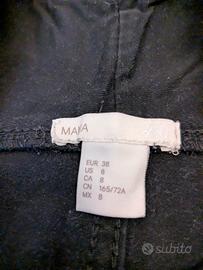 MAMA
EUR 38
US 8
CA 8
CN 165/72A
MX 8
subito